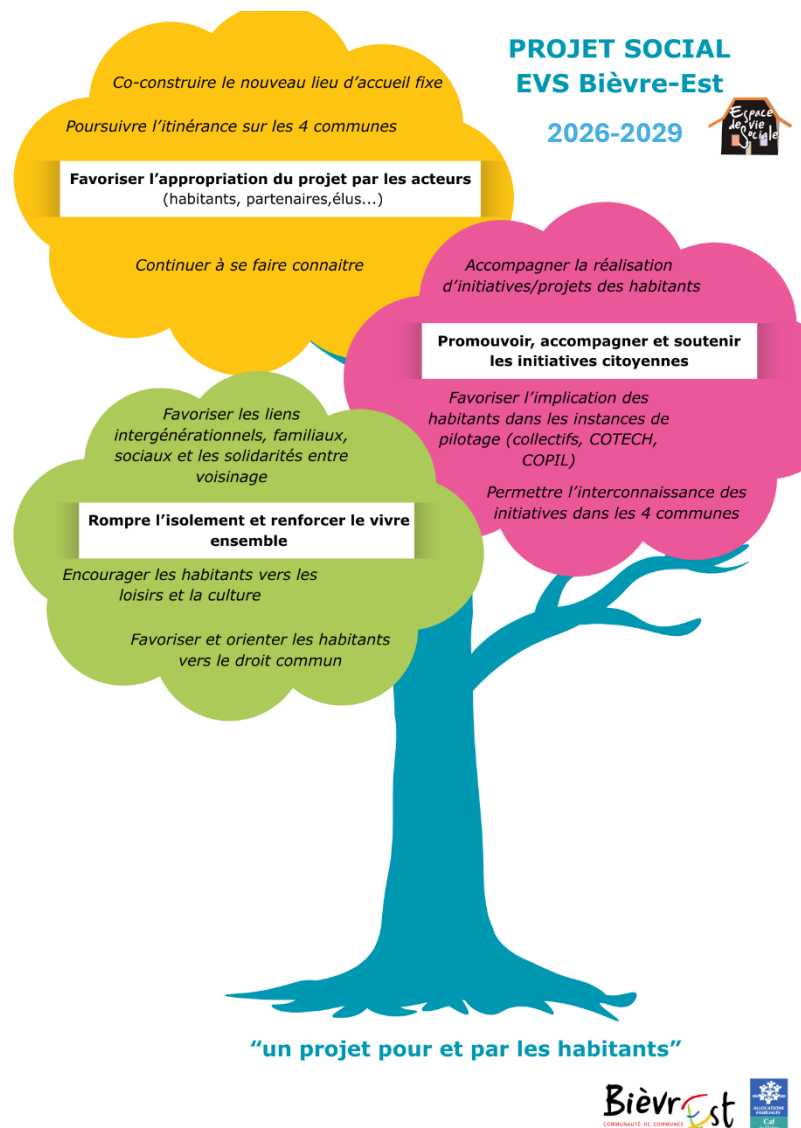 PROJET SOCIAL
EVS Bièvre-Est
2026-2029
Espace
de vie
Sociale
Co-construire le nouveau lieu d’accueil fixe
Poursuivre l’itinérance sur les 4 communes
Favoriser l’appropriation du projet par les acteurs
(habitants, partenaires,élus...)
Continuer à se faire connaitre
Accompagner la réalisation
d’initiatives/projets des habitants
Promouvoir, accompagner et soutenir
les initiatives citoyennes
Favoriser l’implication des
habitants dans les instances de
pilotage (collectifs, COTECH,
COPIL)
Permettre l’interconnaissance des
initiatives dans les 4 communes
Favoriser les liens
intergénérationnels, familiaux,
sociaux et les solidarités entre
voisinage
Rompre l’isolement et renforcer le vivre
ensemble
Encourager les habitants vers les
loisirs et la culture
Favoriser et orienter les habitants
vers le droit commun
“un projet pour et par les habitants”
Bièvr Est
COMMUNAUTÉ DE COMMUNES
ALLOCATIONS
FAMILIALES
Caf